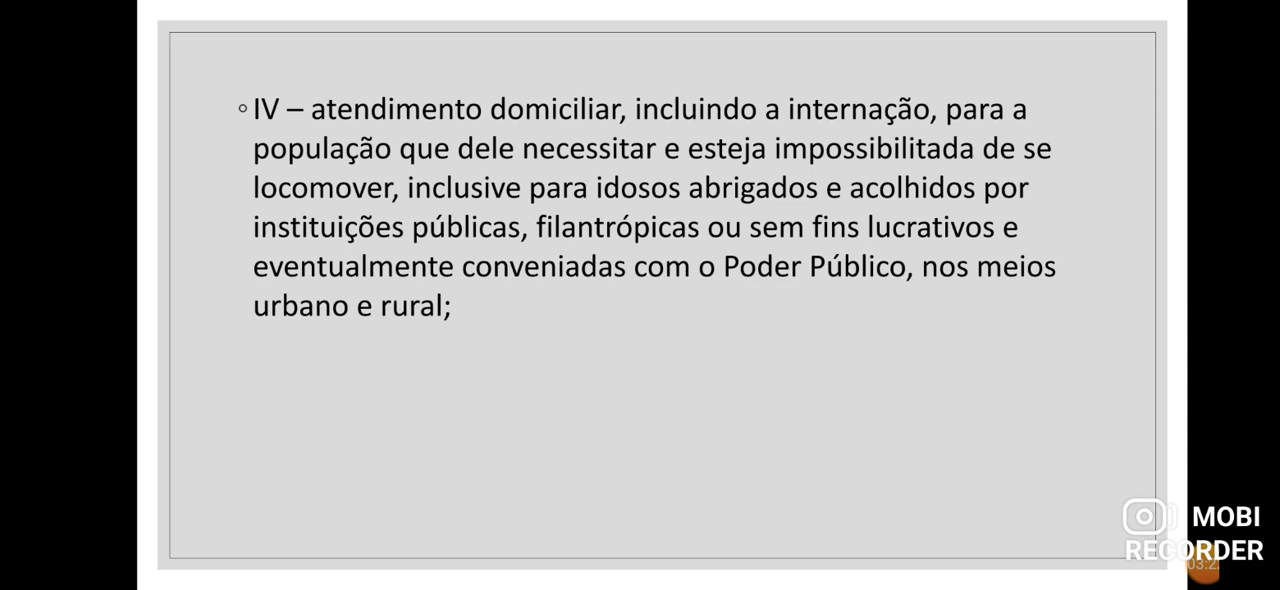 ◦ IV – atendimento domiciliar, incluindo a internação, para a
população que dele necessitar e esteja impossibilitada de se
locomover, inclusive para idosos abrigados e acolhidos por
instituições públicas, filantrópicas ou sem fins lucrativos e
eventualmente conveniadas com o Poder Público, nos meios
urbano e rural;
MOBI
RECORDER